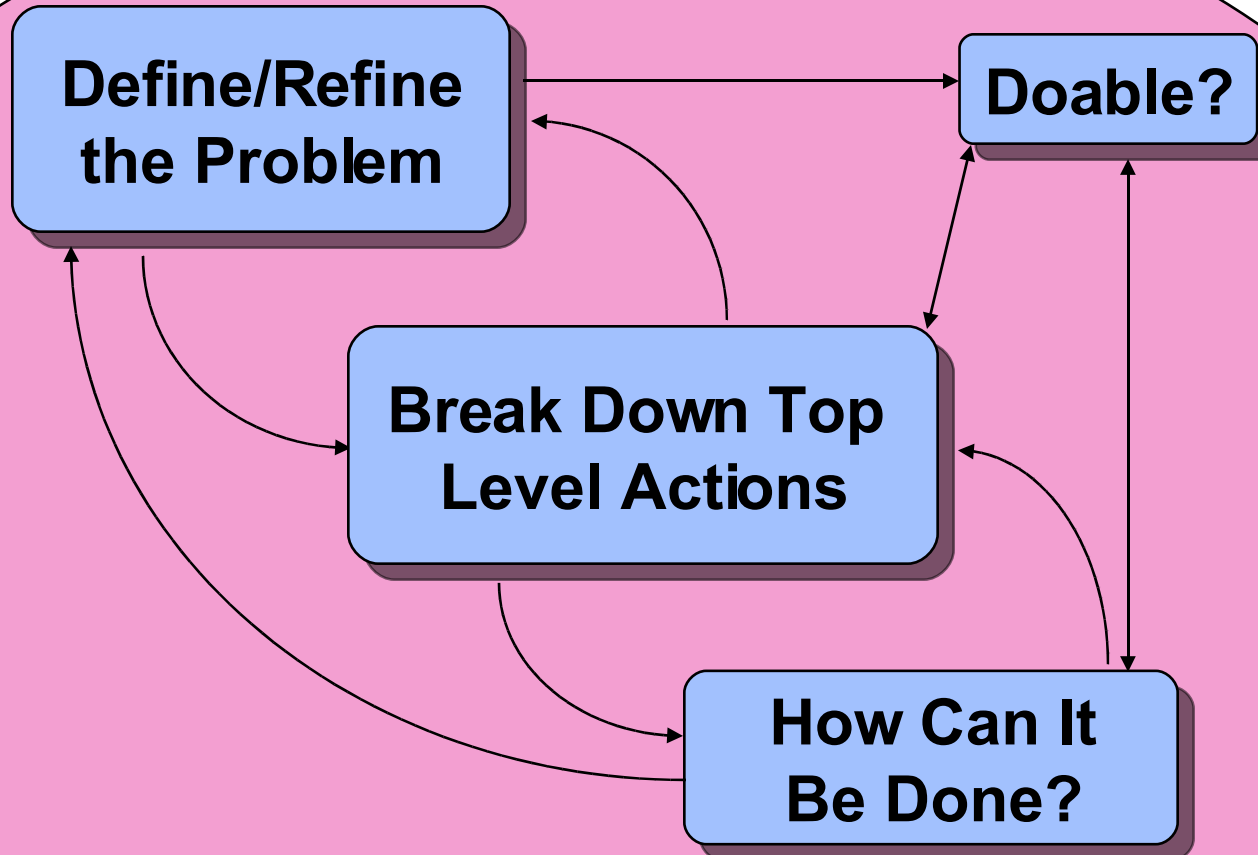 Define/Refine
the Problem
Doable?
Break Down Top
Level Actions
How Can It
Be Done?